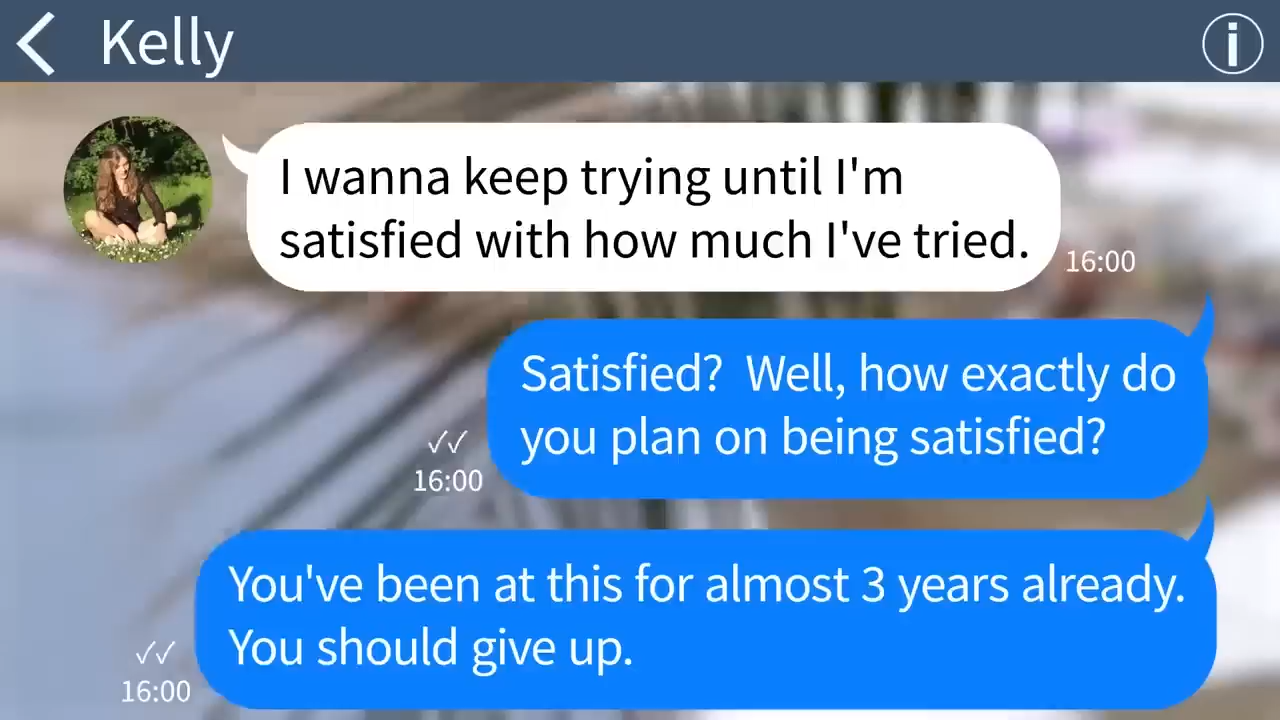 Kelly
I wanna keep trying until I'm
satisfied with how much I've tried.
16:00
Satisfied?  Well, how exactly do
you plan on being satisfied?
16:00
You've been at this for almost 3 years already.
You should give up.
16:00